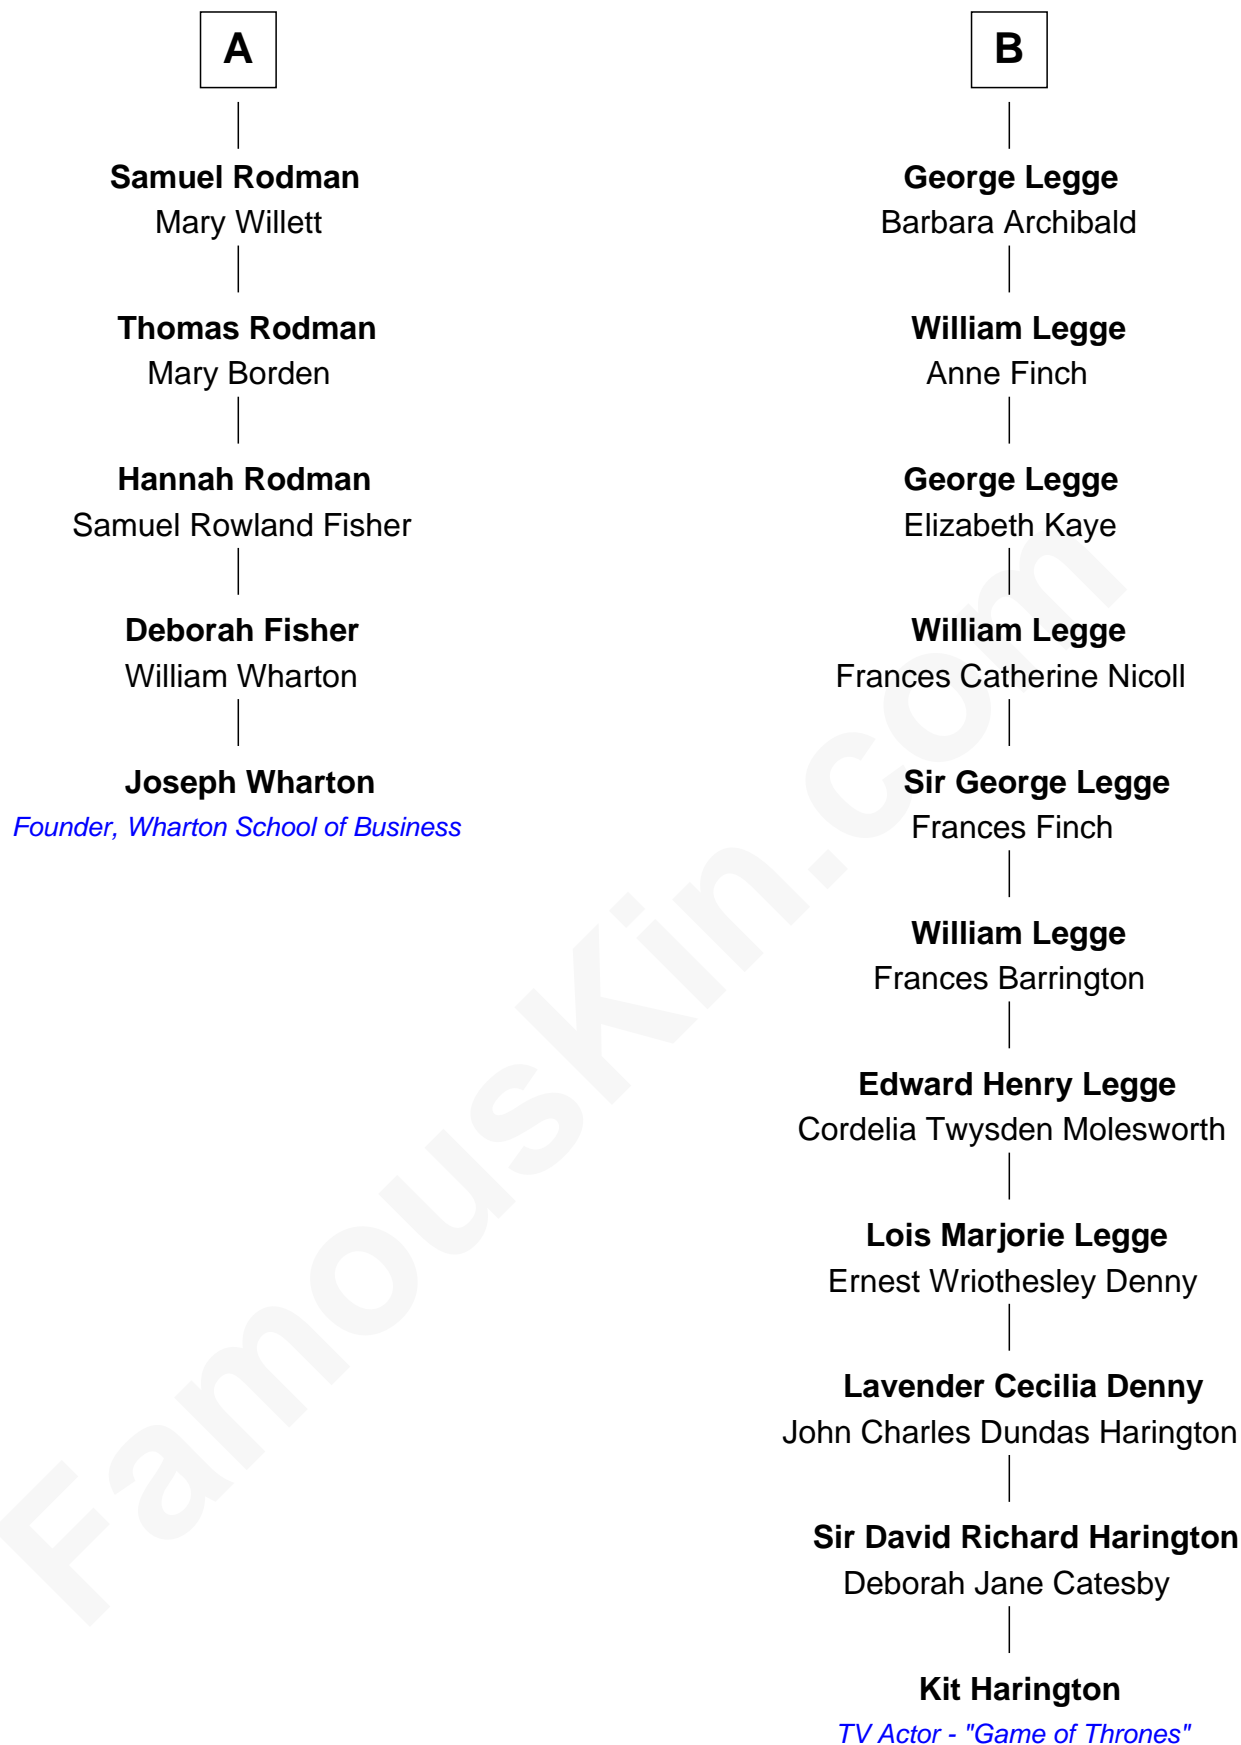 A
Samuel Rodman
Mary Willett
Thomas Rodman
Mary Borden
Hannah Rodman
Samuel Rowland Fisher
Deborah Fisher
William Wharton
Joseph Wharton
Founder, Wharton School of Business
B
George Legge
Barbara Archibald
William Legge
Anne Finch
George Legge
Elizabeth Kaye
William Legge
Frances Catherine Nicoll
Sir George Legge
Frances Finch
William Legge
Frances Barrington
Edward Henry Legge
Cordelia Twysden Molesworth
Lois Marjorie Legge
Ernest Wriothesley Denny
Lavender Cecilia Denny
John Charles Dundas Harington
Sir David Richard Harington
Deborah Jane Catesby
Kit Harington
TV Actor - "Game of Thrones"
FamousKin.com